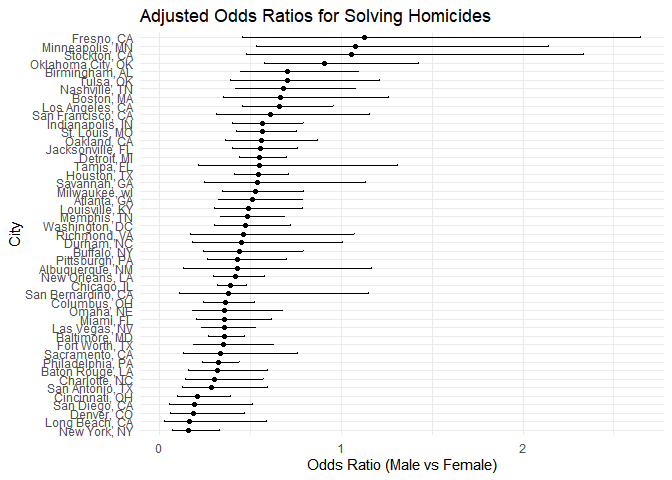 Adjusted Odds Ratios for Solving Homicides
Fresno, CA
Minneapolis, MN
Stockton, CA
Oklahoma City, OK
Birmingham, AL
Tulsa, OK
Nashville, TN
Boston, MA
Los Angeles, CA
San Francisco, CA
Indianapolis, IN
St. Louis, MO
Oakland, CA
Jacksonville, FL
Detroit, MI
Tampa, FL
Houston, TX
Savannah, GA
Milwaukee, wI
Atlanta, GA
Louisville, KY
Memphis, TN
Washington, DC
Richmond, VA
Durham, NC
Buffalo, NY
Pittsburgh, PA
Albuquerque, NM
New Orleans, LA
Chicago, IL
San Bernardino, CA
Columbus, OH
Omaha, NE
Miami, FL
Las Vegas, NV
Baltimore, MD
Fort Worth, TX
Sacramento, CA
Philadelphia, PA
Baton Rouge, LA
Charlotte, NC
San Antonio, TX
Cincinnati, OH
San Diego, CA
Denver, CO
Long Beach, CA
New York, NY
City
0 1 2
Odds Ratio (Male vs Female)